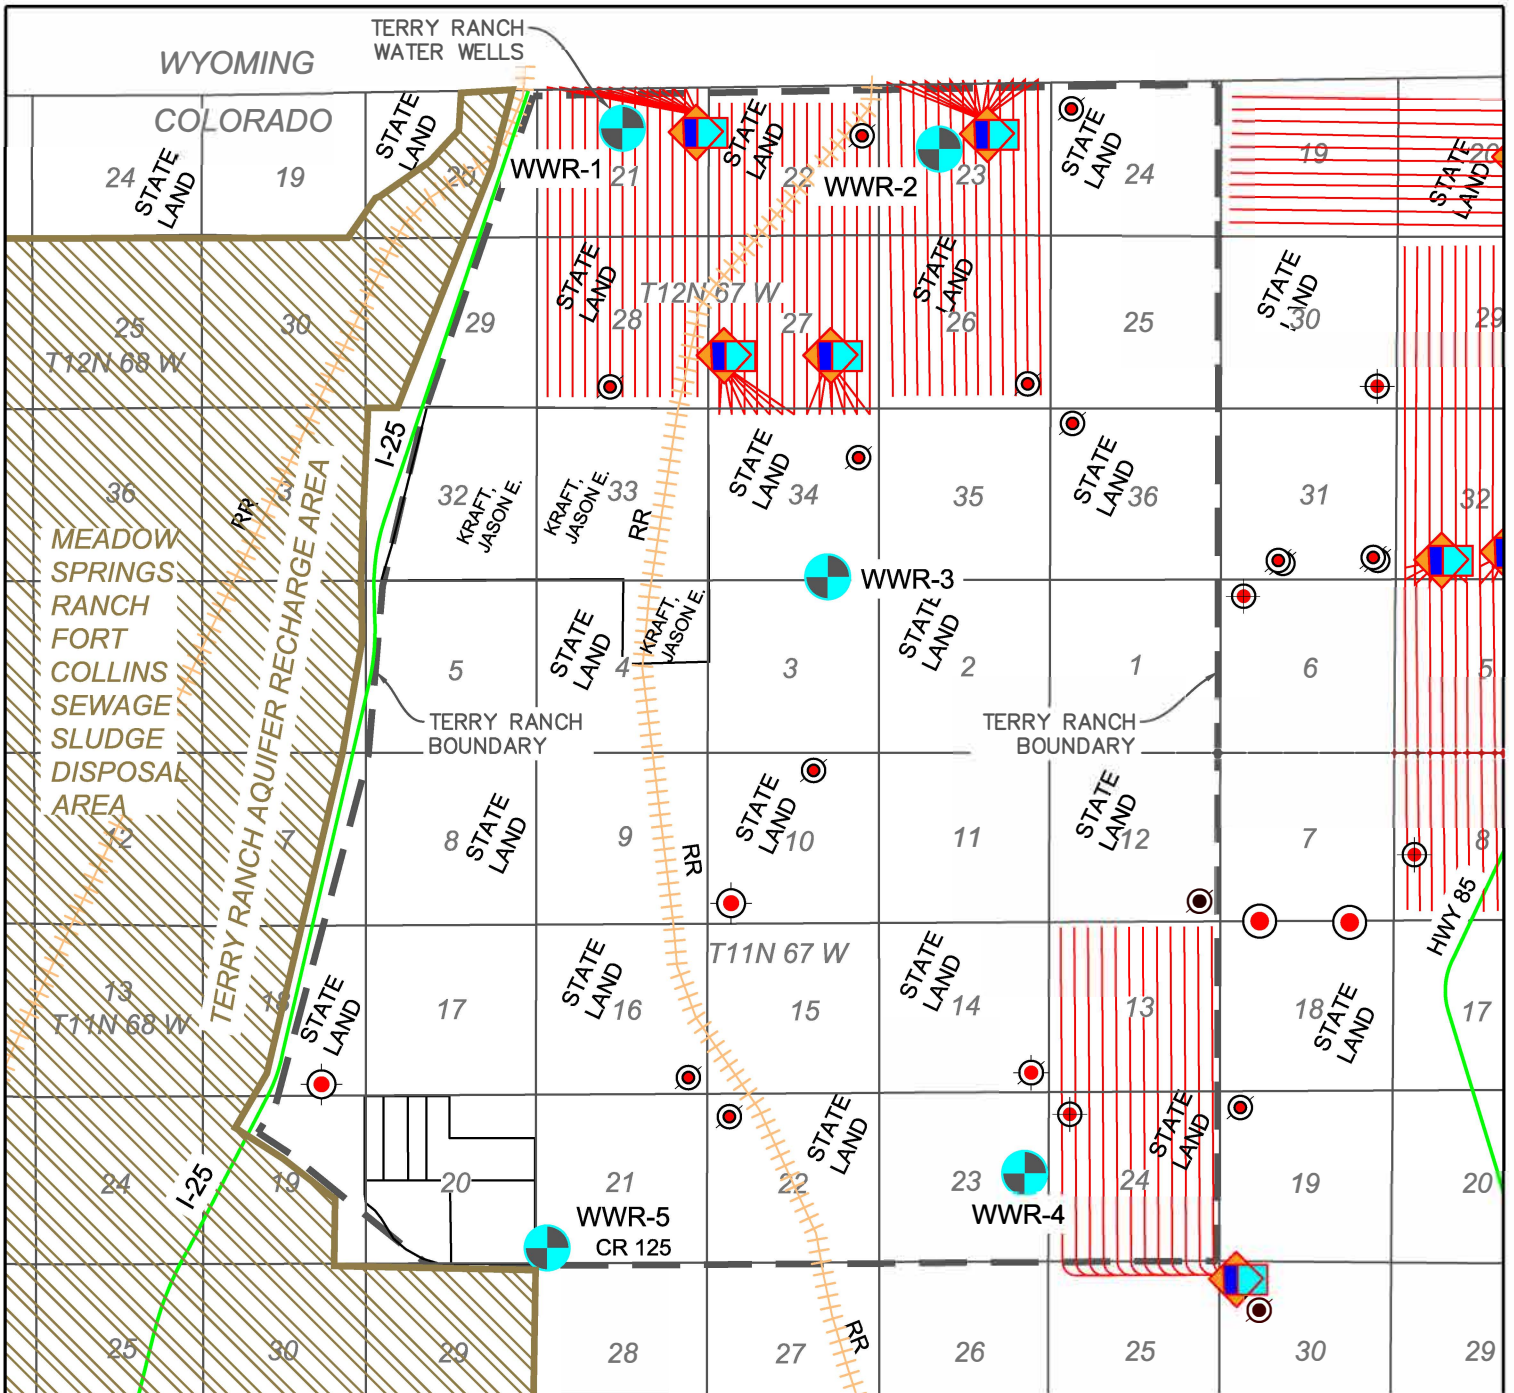 TERRY RANCH
WATER WELLS
WYOMING
COLORADO
STATE
LAND
24
STATE
LAND
19
20
WWR-1
21
STATE
LAND
22
WWR-2
23
STATE
LAND
24
19
STATE
LAND
20
25
T12N 68 W
30
29
STATE
LAND
28
T12N 67 W
27
STATE
LAND
26
25
STATE
LAND
30
29
I-25
36
RR
TERRY RANCH AQUIFER RECHARGE AREA
32
KRAFT,
JASON E.
KRAFT,
JASON E.
33
RR
STATE
LAND
34
35
STATE
LAND
36
31
32
MEADOW
SPRINGS
RANCH
FORT
COLLINS
SEWAGE
SLUDGE
DISPOSAL
AREA
WWR-3
5
STATE
LAND
4
KRAFT,
JASON E.
3
STATE
LAND
2
1
6
5
TERRY RANCH
BOUNDARY
TERRY RANCH
BOUNDARY
12
7
8
STATE
LAND
9
RR
STATE
LAND
10
11
STATE
LAND
12
7
8
HWY 85
13
T11N 68 W
18
STATE
LAND
17
STATE
LAND
16
T11N 67 W
15
STATE
LAND
14
13
18
STATE
LAND
17
24
I-25
19
20
21
STATE
LAND
22
23
STATE
LAND
24
19
20
WWR-5
CR 125
WWR-4
25
30
29
28
27
RR
26
25
30
29